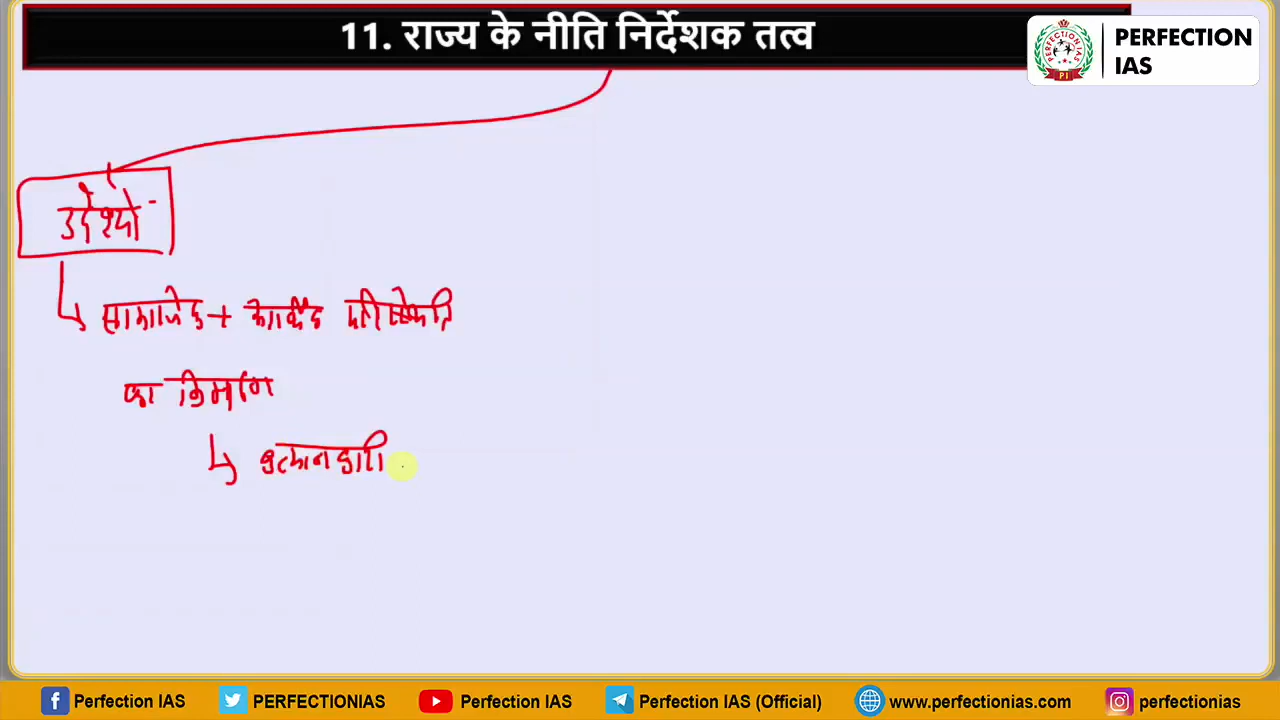 11. राज्य के नीति निर्देशक तत्व
PERFECTION
IAS
उद्देश्यों
सामाजिक + आर्थिक परिस्थिति
का निर्माण
कल्याणकारी
Perfection IAS
PERFECTIONIAS
Perfection IAS
Perfection IAS (Official)
www.perfectionias.com
perfectionias